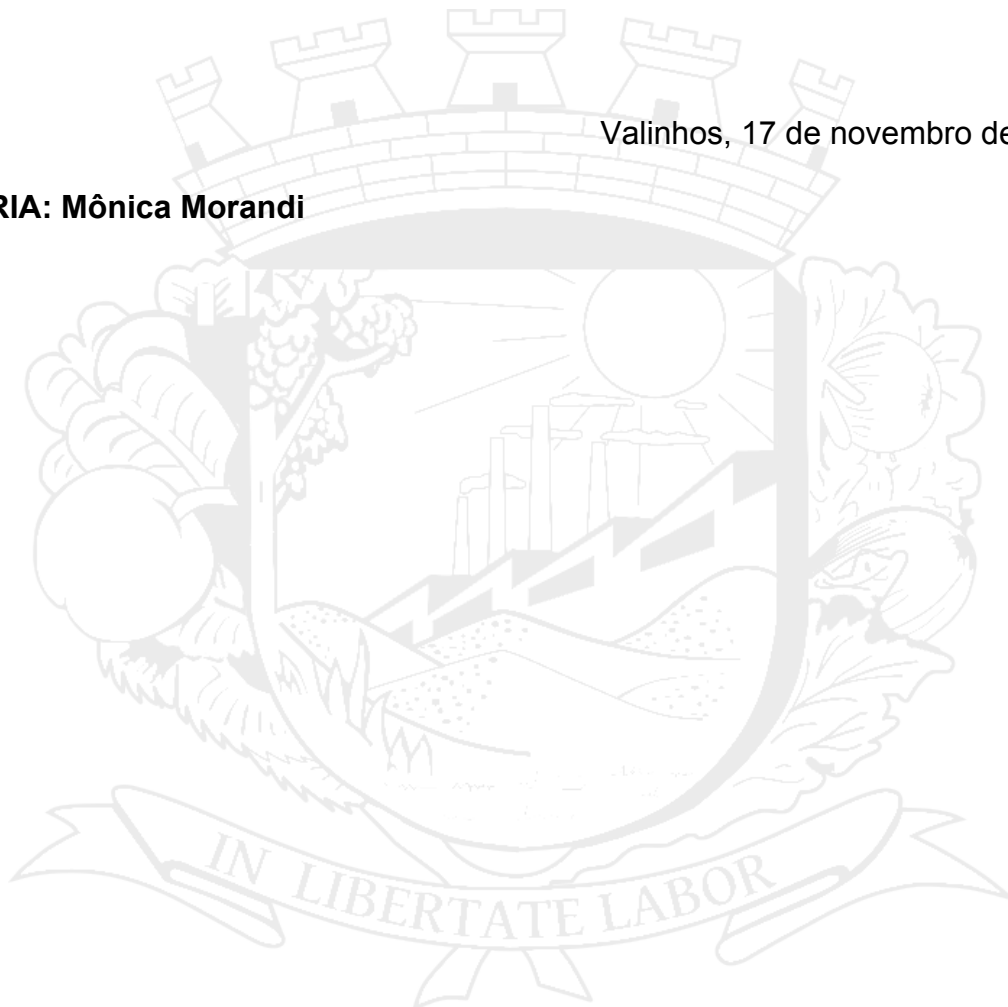 Valinhos, 17 de novembro de
RIA: Mônica Morandi
IN LIBERTATE LABOR